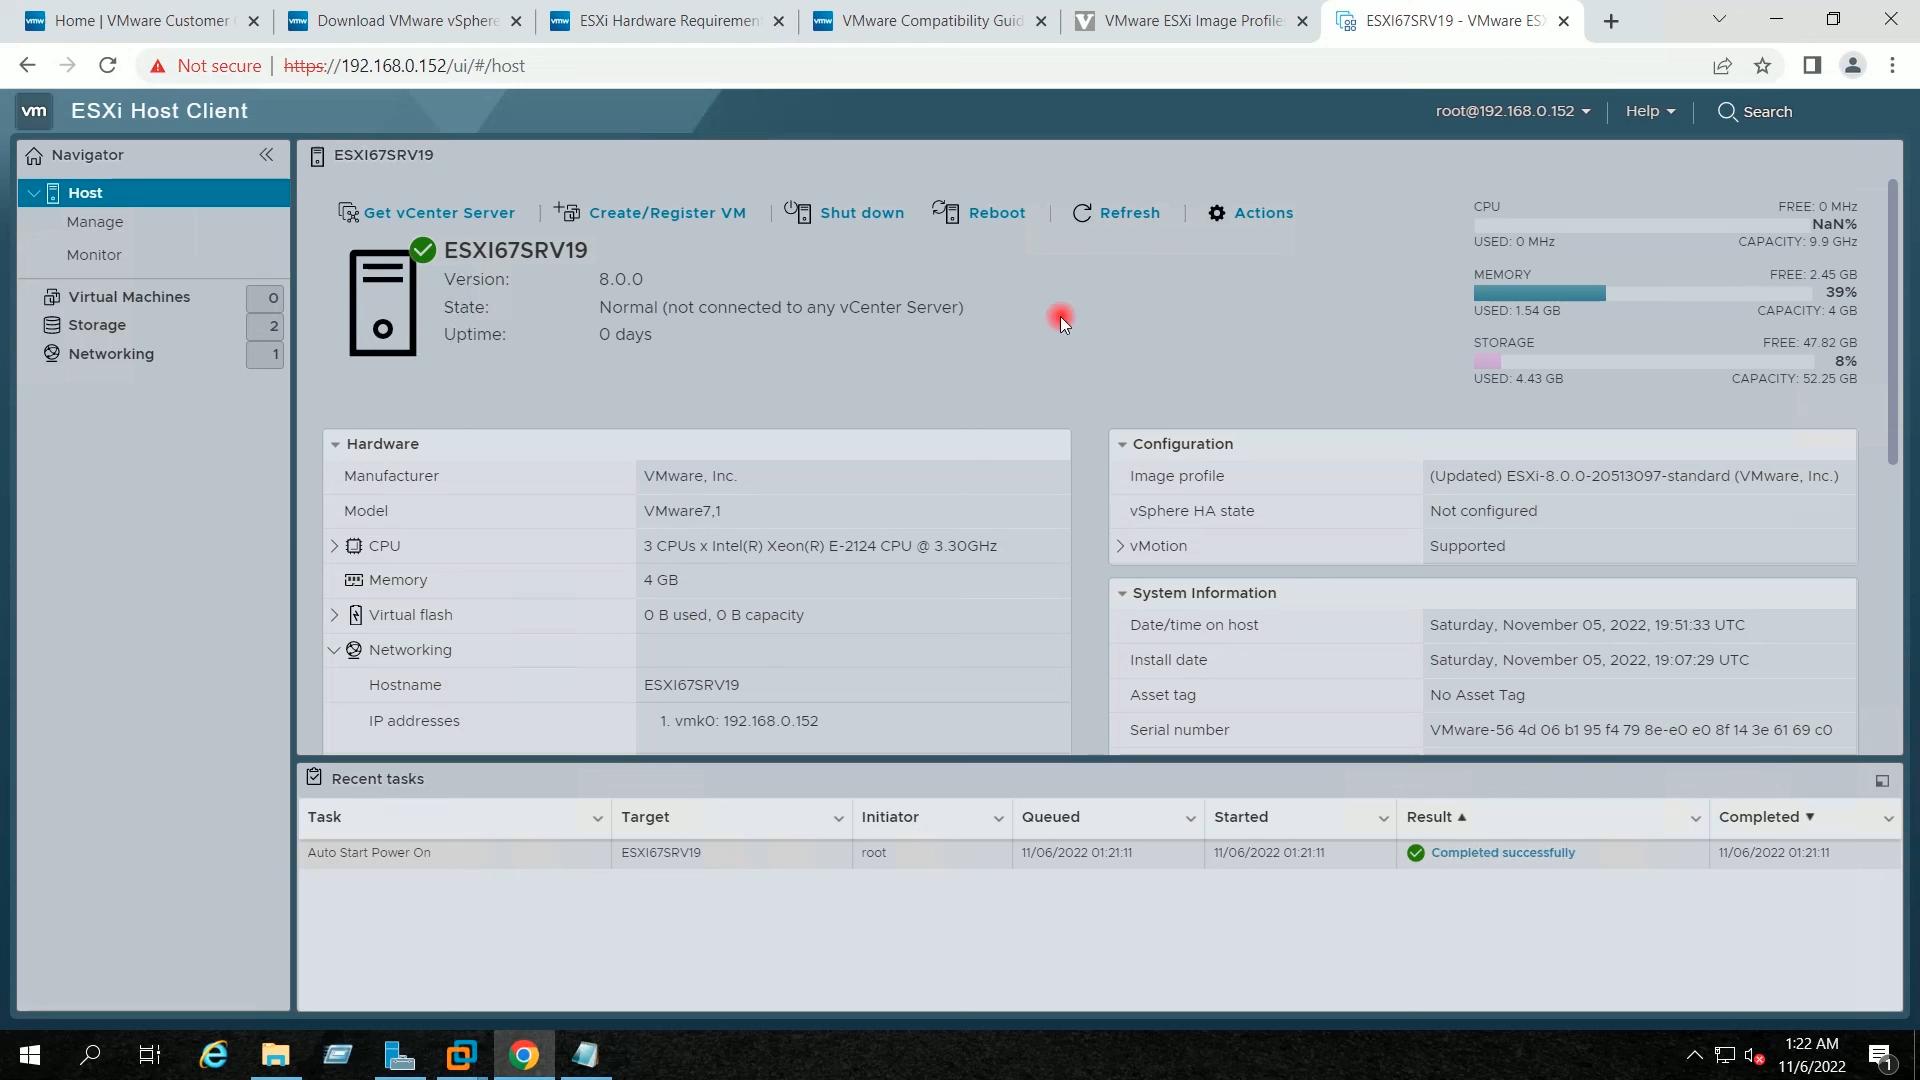 Home | VMware Customer
Download VMware vSphere
ESXi Hardware Requiremen
VMware Compatibility Guid
VMware ESXi Image Profile
ESXI67SRV19 - VMware ESX
Not secure | https://192.168.0.152/ui/#/host
vm ESXi Host Client
root@192.168.0.152
Help
Search
Navigator
Host
Manage
Monitor
Virtual Machines 0
Storage 2
Networking 1
ESXI67SRV19
Get vCenter Server | Create/Register VM | Shut down Reboot | Refresh | Actions
ESXI67SRV19
Version: 8.0.0
State: Normal (not connected to any vCenter Server)
Uptime: 0 days
CPU FREE: 0 MHz
NaN%
USED: 0 MHz CAPACITY: 9.9 GHz
MEMORY FREE: 2.45 GB
39%
USED: 1.54 GB CAPACITY: 4 GB
STORAGE FREE: 47.82 GB
8%
USED: 4.43 GB CAPACITY: 52.25 GB
Hardware
Manufacturer VMware, Inc.
Model VMware7,1
CPU 3 CPUs x Intel(R) Xeon(R) E-2124 CPU @ 3.30GHz
Memory 4 GB
Virtual flash 0 B used, 0 B capacity
Networking
Hostname ESXI67SRV19
IP addresses 1. vmk0: 192.168.0.152
Configuration
Image profile (Updated) ESXi-8.0.0-20513097-standard (VMware, Inc.)
vSphere HA state Not configured
vMotion Supported
System Information
Date/time on host Saturday, November 05, 2022, 19:51:33 UTC
Install date Saturday, November 05, 2022, 19:07:29 UTC
Asset tag No Asset Tag
Serial number VMware-56 4d 06 b1 95 f4 79 8e-e0 e0 8f 14 3e 61 69 c0
Recent tasks
Task Target Initiator Queued Started Result Completed
Auto Start Power On ESXI67SRV19 root 11/06/2022 01:21:11 11/06/2022 01:21:11 Completed successfully 11/06/2022 01:21:11
1:22 AM
11/6/2022
1